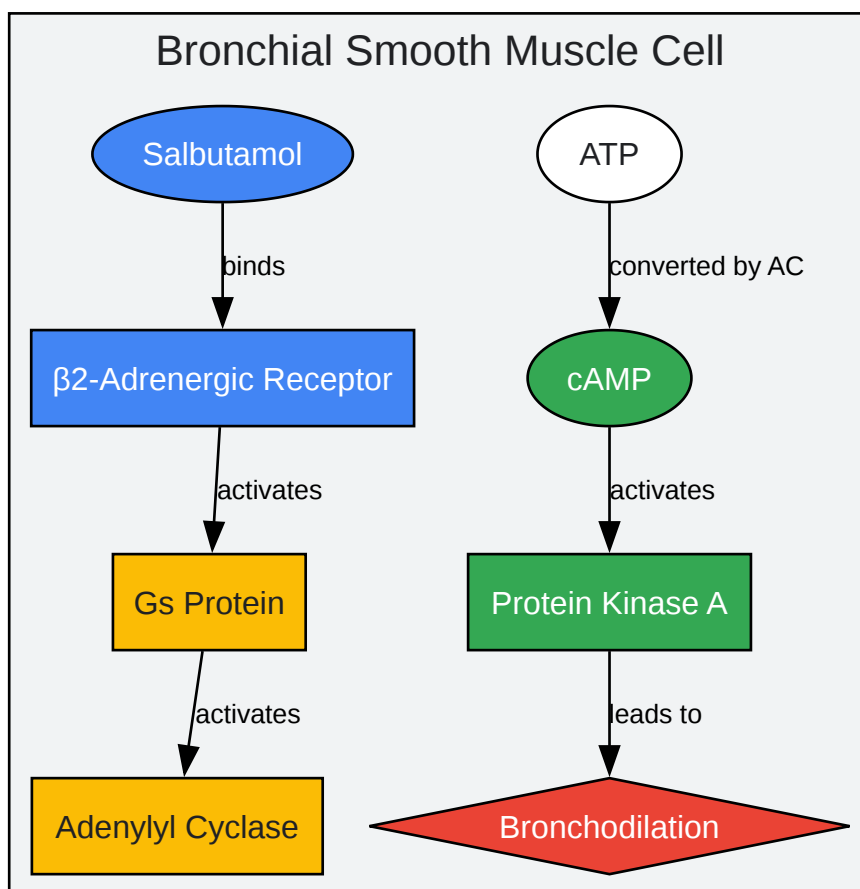 Bronchial Smooth Muscle Cell
Salbutamol
binds
β2-Adrenergic Receptor
activates
Gs Protein
activates
Adenylyl Cyclase
ATP
converted by AC
cAMP
activates
Protein Kinase A
leads to
Bronchodilation